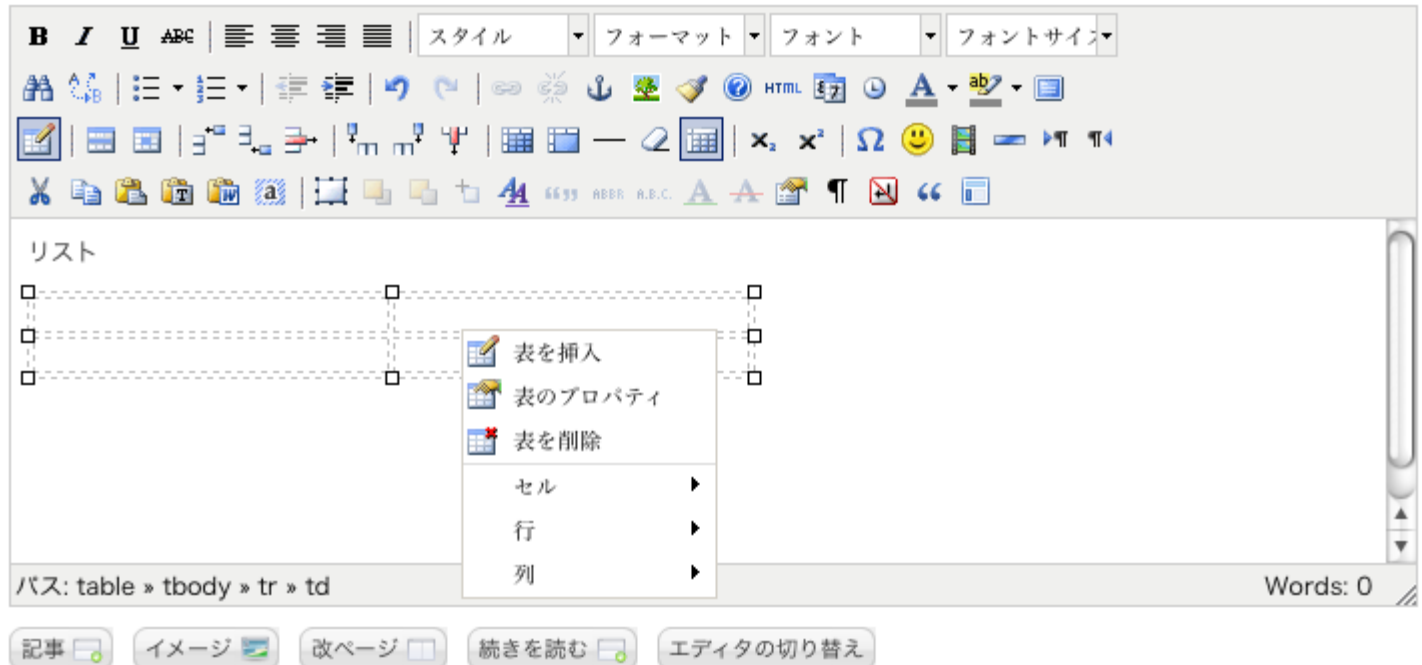 B I U ABC スタイル フォーマット フォント フォントサイズ
HTML
x₂ x² Ω
ABBR A.B.C. A A ¶
リスト
表を挿入
表のプロパティ
表を削除
セル
行
列
パス: table » tbody » tr » td Words: 0
記事 イメージ 改ページ 続きを読む エディタの切り替え